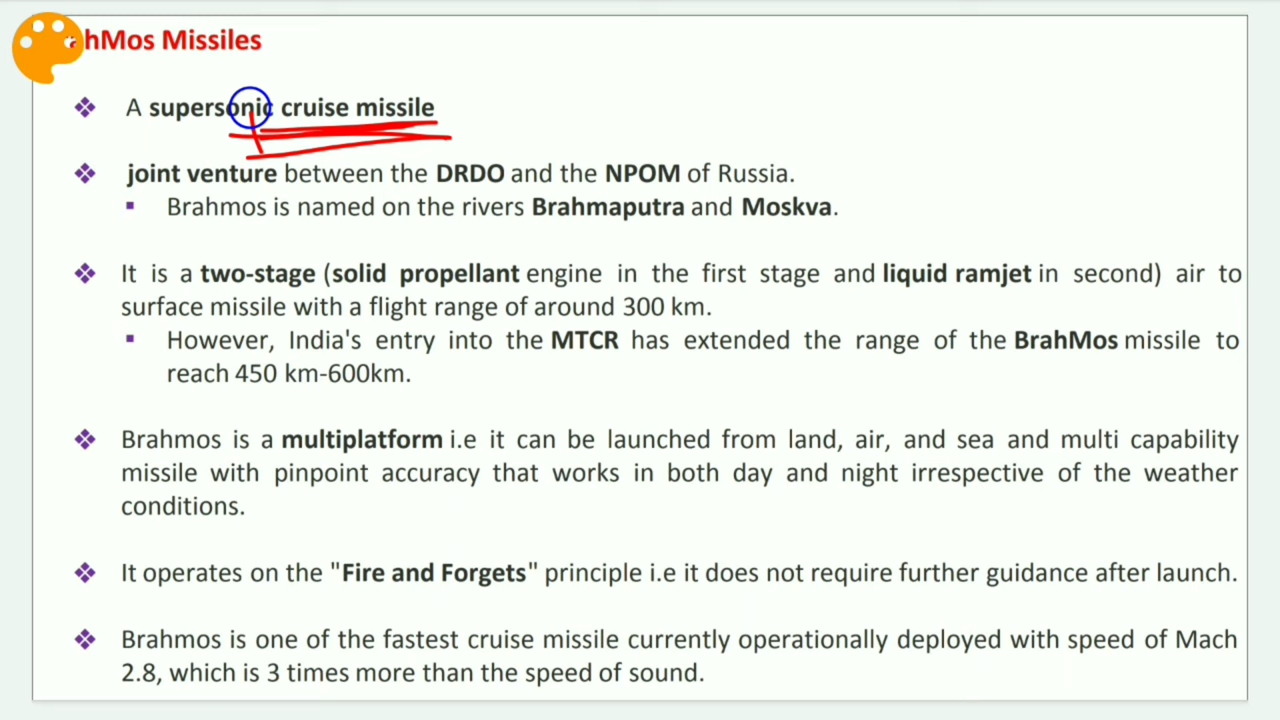 ahMos Missiles
❖ A supersonic cruise missile
❖ joint venture between the DRDO and the NPOM of Russia.
▪ Brahmos is named on the rivers Brahmaputra and Moskva.
❖ It is a two-stage (solid propellant engine in the first stage and liquid ramjet in second) air to
surface missile with a flight range of around 300 km.
▪ However, India's entry into the MTCR has extended the range of the BrahMos missile to
reach 450 km-600km.
❖ Brahmos is a multiplatform i.e it can be launched from land, air, and sea and multi capability
missile with pinpoint accuracy that works in both day and night irrespective of the weather
conditions.
❖ It operates on the "Fire and Forgets" principle i.e it does not require further guidance after launch.
❖ Brahmos is one of the fastest cruise missile currently operationally deployed with speed of Mach
2.8, which is 3 times more than the speed of sound.